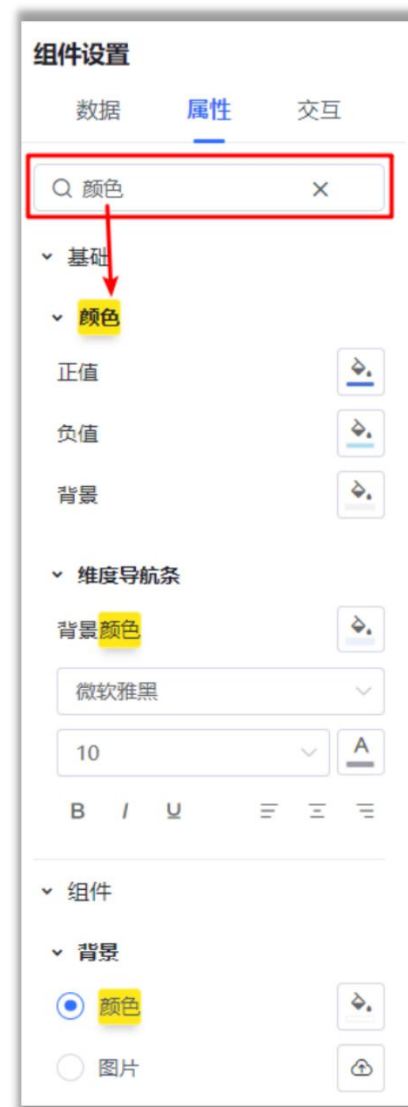 组件设置
数据 属性 交互
颜色
基础
颜色
正值
负值
背景
维度导航条
背景颜色
微软雅黑
10 A
B I U
组件
背景
颜色
图片